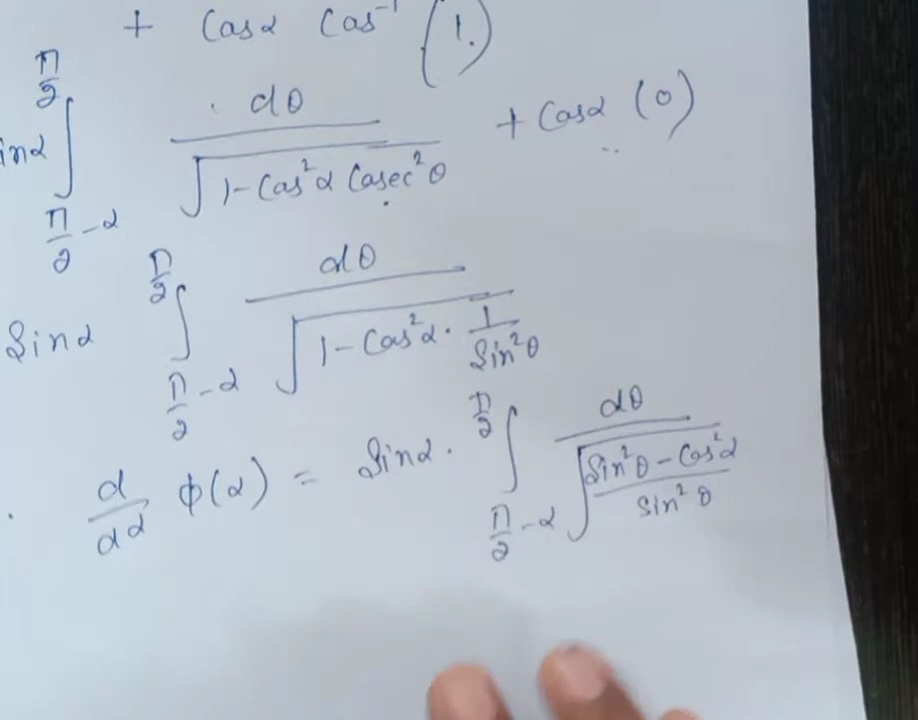 + Cosα Cos⁻¹ (1.)
inα ∫_{π/2 -α}^{π/2} dθ / √(1-Cos²α Cosec²θ) + Cosα (0)
Sinα ∫_{π/2 -α}^{π/2} dθ / √(1-Cos²α · 1/Sin²θ)
d/dα ϕ(α) = Sinα · ∫_{π/2 -α}^{π/2} dθ / √((Sin²θ - Cos²α)/Sin²θ)